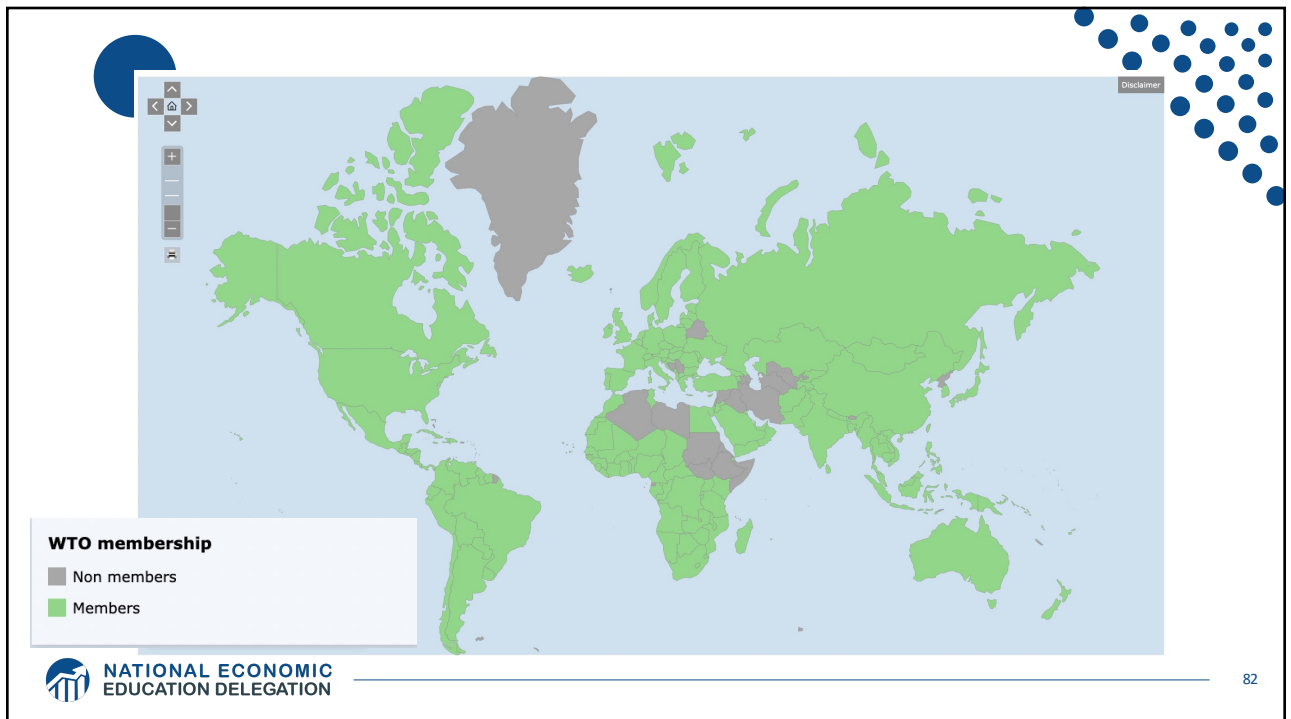 Disclaimer
WTO membership
Non members
Members
NATIONAL ECONOMIC
EDUCATION DELEGATION
82